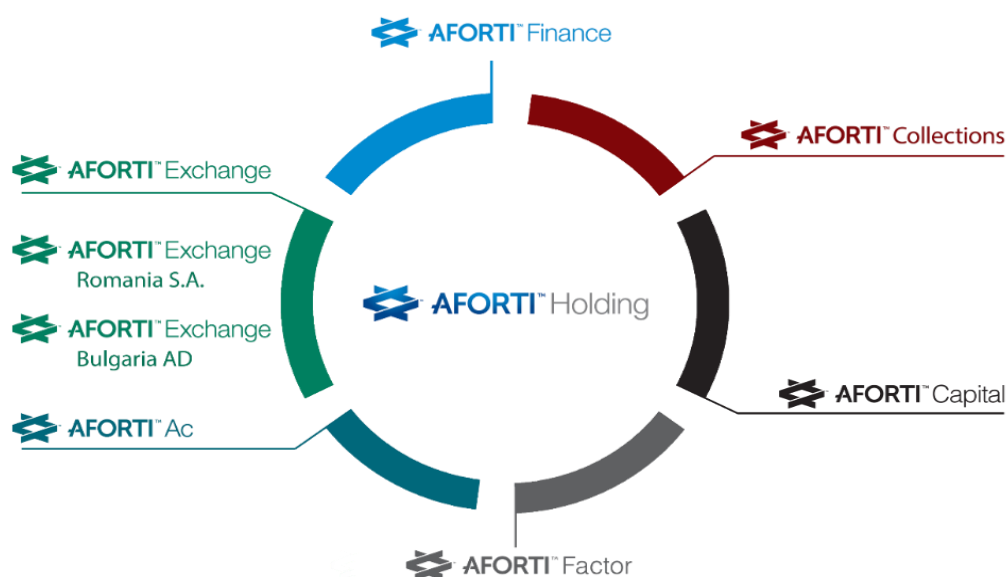 AFORTI™ Finance
AFORTI™ Collections
AFORTI™ Exchange
AFORTI™ Exchange
Romania S.A.
AFORTI™ Exchange
Bulgaria AD
AFORTI™ Holding
AFORTI™ Capital
AFORTI™ Ac
AFORTI™ Factor